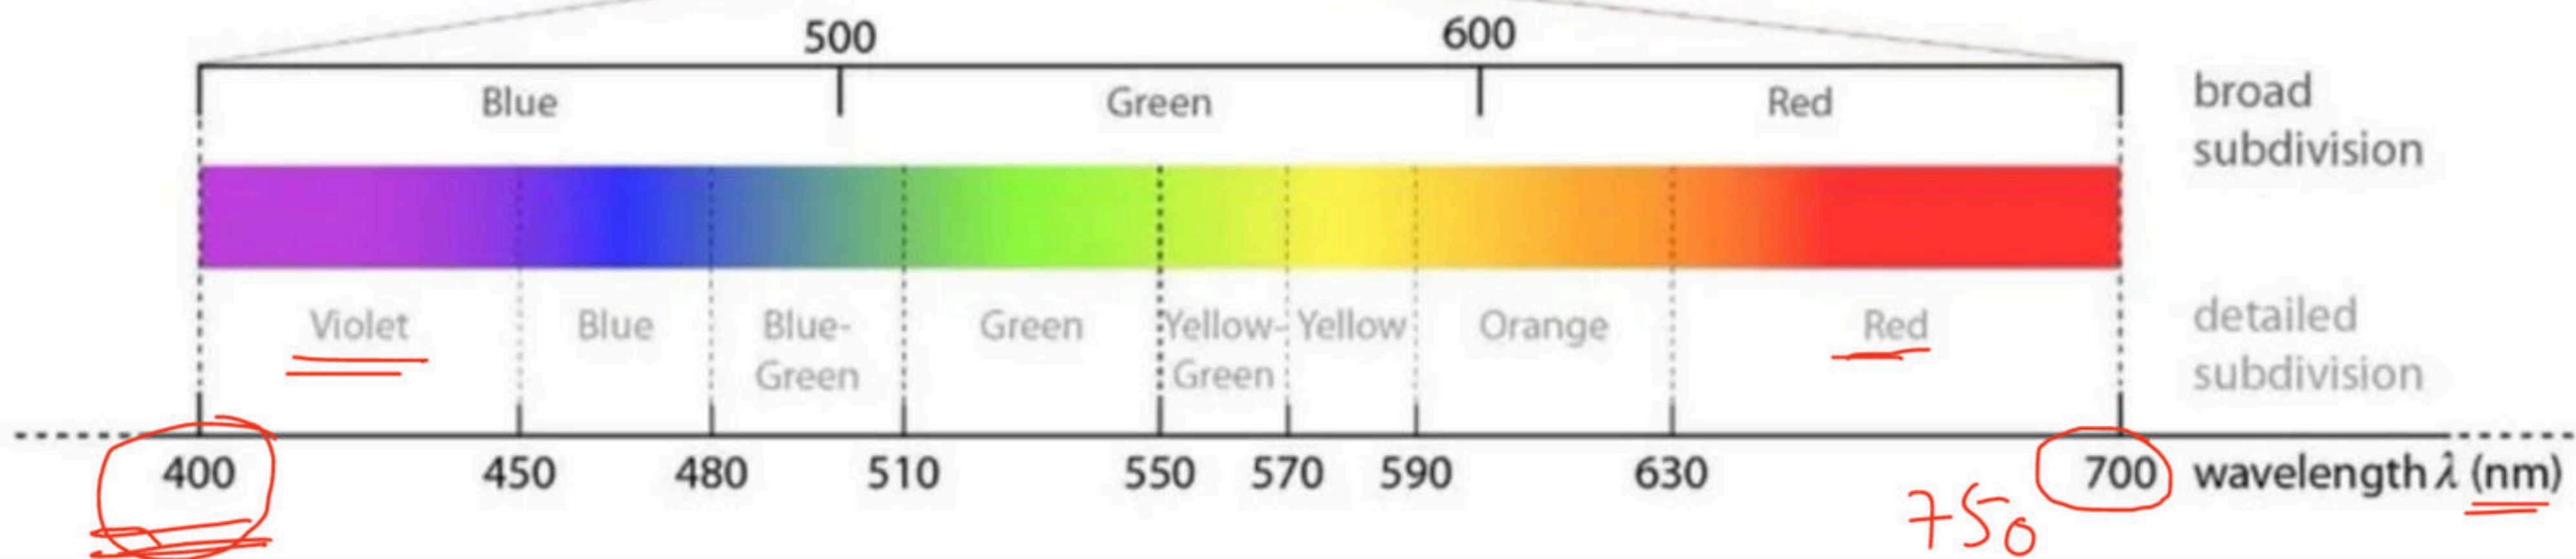 500 600
Blue Green Red
broad
subdivision
Violet Blue Blue-
Green Green Yellow-
Green Yellow Orange Red
detailed
subdivision
400 450 480 510 550 570 590 630 700 wavelength λ (nm)
750